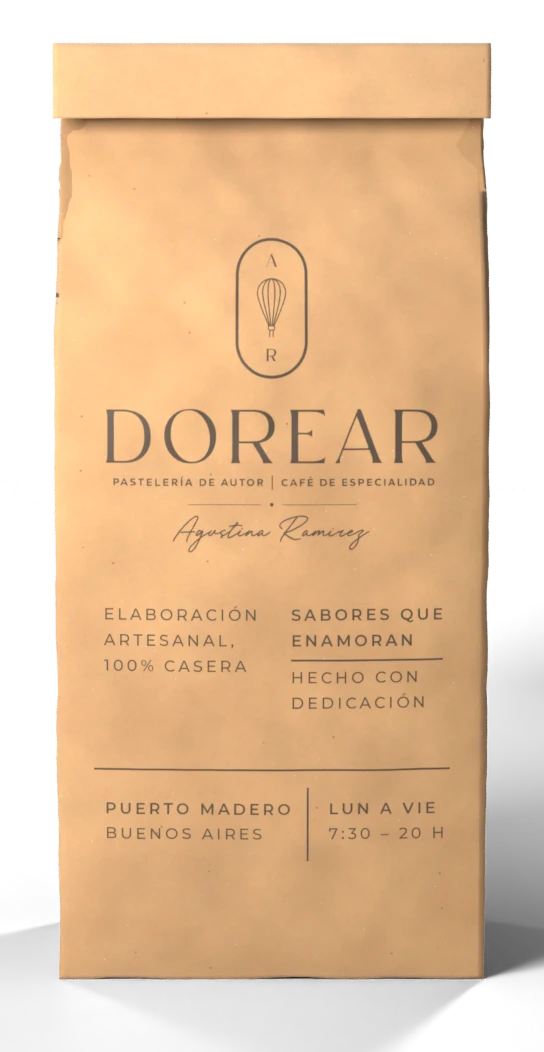 A
R
DOREAR
PASTELERÍA DE AUTOR | CAFÉ DE ESPECIALIDAD
Agustina Ramirez
ELABORACIÓN
ARTESANAL,
100% CASERA
SABORES QUE
ENAMORAN
HECHO CON
DEDICACIÓN
PUERTO MADERO
BUENOS AIRES
LUN A VIE
7:30 – 20 H